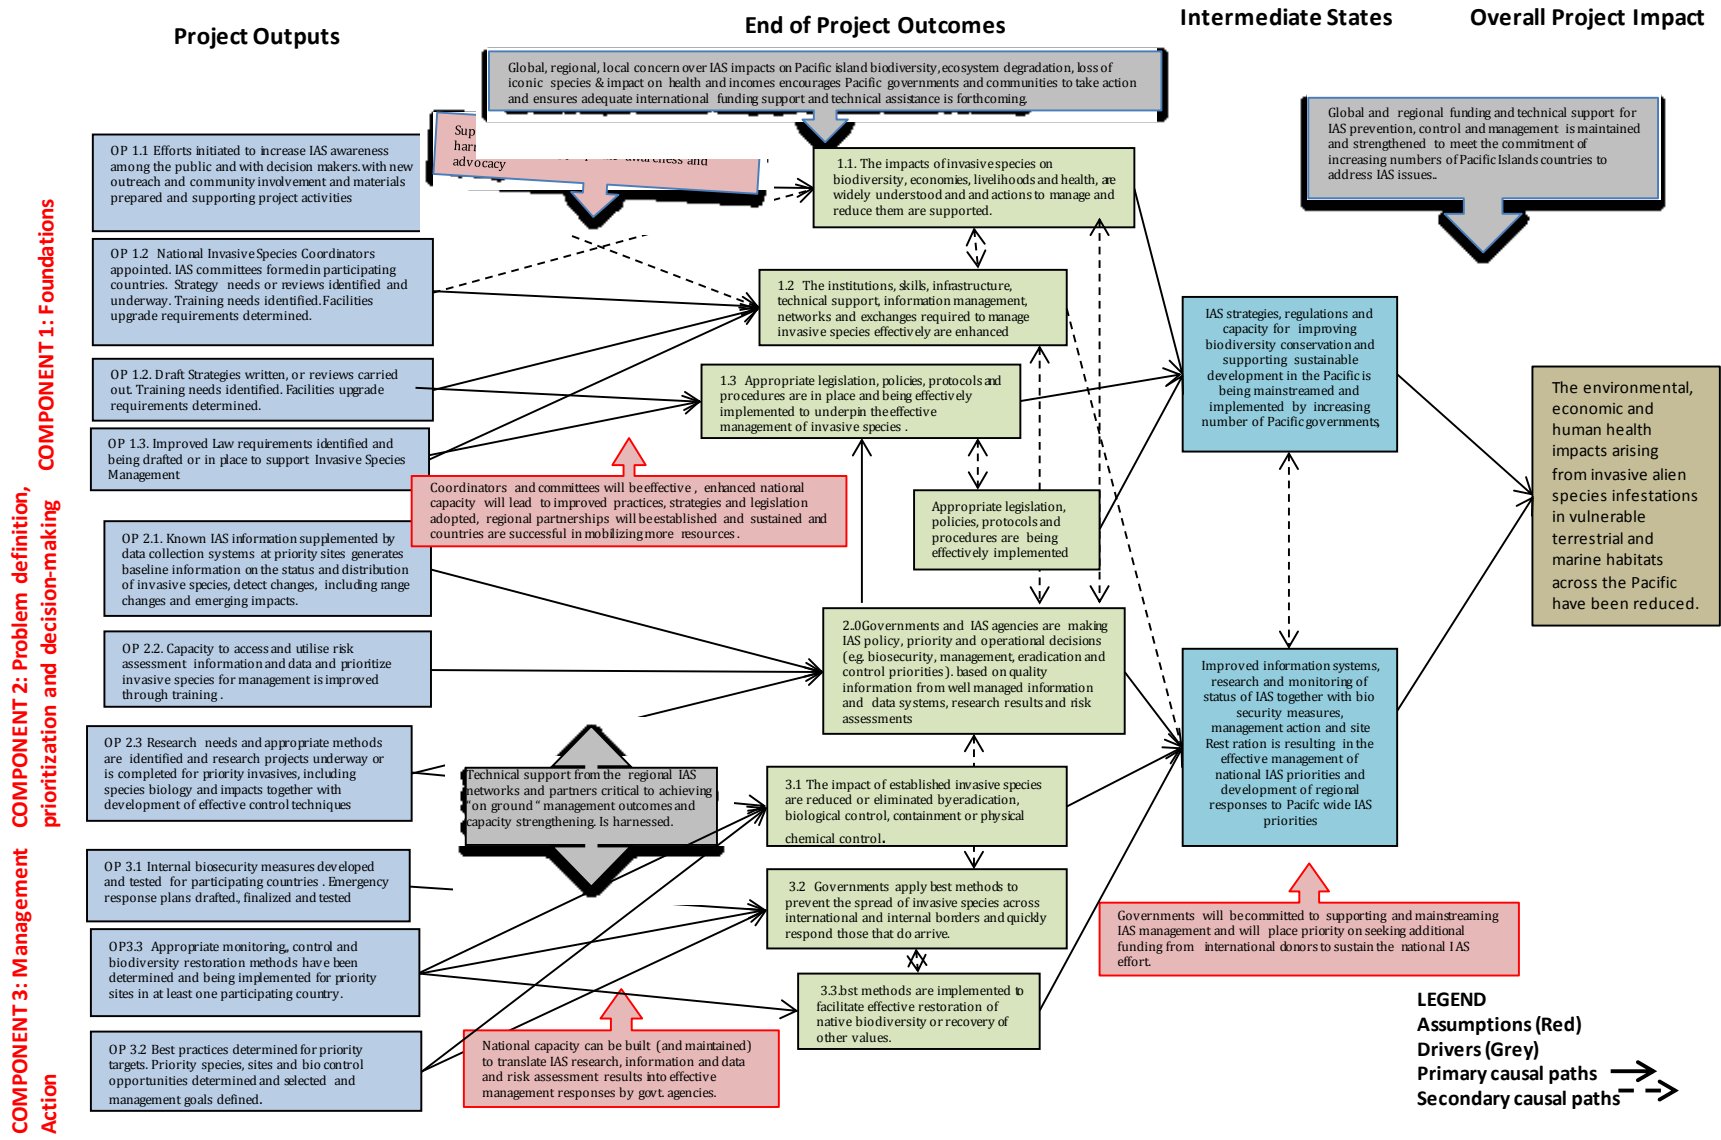 Project Outputs
End of Project Outcomes
Intermediate States
Overall Project Impact
Global, regional, local concern over IAS impacts on Pacific island biodiversity, ecosystem degradation, loss of
iconic species & impact on health and incomes encourages Pacific governments and communities to take action
and ensures adequate international funding support and technical assistance is forthcoming.
Global and regional funding and technical support for
IAS prevention, control and management is maintained
and strengthened to meet the commitment of
increasing numbers of Pacific Islands countries to
address IAS issues..
advocacy
awareness and
COMPONENT 1: Foundations
OP 1.1 Efforts initiated to increase IAS awareness
among the public and with decision makers.with new
outreach and community involvement and materials
prepared and supporting project activities
OP 1.2 National Invasive Species Coordinators
appointed. IAS committees formed in participating
countries. Strategy needs or reviews identified and
underway. Training needs identified. Facilities
upgrade requirements determined.
OP 1.2. Draft Strategies written, or reviews carried
out. Training needs identified. Facilities upgrade
requirements determined.
OP 1.3. Improved Law requirements identified and
being drafted or in place to support Invasive Species
Management
COMPONENT 2: Problem definition,
prioritization and decision-making
OP 2.1. Known IAS information supplemented by
data collection systems at priority sites generates
baseline information on the status and distribution
of invasive species, detect changes, including range
changes and emerging impacts.
OP 2.2. Capacity to access and utilise risk
assessment information and data and prioritize
invasive species for management is improved
through training .
OP 2.3 Research needs and appropriate methods
are identified and research projects underway or
is completed for priority invasives, including
species biology and impacts together with
development of effective control techniques
COMPONENT 3: Management
Action
OP 3.1 Internal biosecurity measures developed
and tested for participating countries . Emergency
response plans drafted., finalized and tested
OP3.3 Appropriate monitoring, control and
biodiversity restoration methods have been
determined and being implemented for priority
sites in at least one participating country.
OP 3.2 Best practices determined for priority
targets. Priority species, sites and bio control
opportunities determined and selected and
management goals defined.
Coordinators and committees will be effective , enhanced national
capacity will lead to improved practices, strategies and legislation
adopted, regional partnerships will be established and sustained and
countries are successful in mobilizing more resources .
Technical support from the regional IAS
networks and partners critical to achieving
"on ground " management outcomes and
capacity strengthening. Is harnessed.
National capacity can be built (and maintained)
to translate IAS research, information and data
and risk assessment results into effective
management responses by govt. agencies.
1.1. The impacts of invasive species on
biodiversity, economies, livelihoods and health, are
widely understood and and actions to manage and
reduce them are supported.
1.2 The institutions, skills, infrastructure,
technical support, information management,
networks and exchanges required to manage
invasive species effectively are enhanced
1.3 Appropriate legislation, policies, protocols and
procedures are in place and being effectively
implemented to underpin the effective
management of invasive species .
Appropriate legislation,
policies, protocols and
procedures are being
effectively implemented
2.0Governments and IAS agencies are making
IAS policy, priority and operational decisions
(e.g. biosecurity, management, eradication and
control priorities). based on quality
information from well managed information
and data systems, research results and risk
assessments
3.1 The impact of established invasive species
are reduced or eliminated by eradication,
biological control, containment or physical
chemical control.
3.2 Governments apply best methods to
prevent the spread of invasive species across
international and internal borders and quickly
respond those that do arrive.
3.3.bst methods are implemented to
facilitate effective restoration of
native biodiversity or recovery of
other values.
IAS strategies, regulations and
capacity for improving
biodiversity conservation and
supporting sustainable
development in the Pacific is
being mainstreamed and
implemented by increasing
number of Pacific governments,
Improved information systems,
research and monitoring of
status of IAS together with bio
security measures,
management action and site
Rest ration is resulting in the
effective management of
national IAS priorities and
development of regional
responses to Pacifc wide IAS
priorities
Governments will be committed to supporting and mainstreaming
IAS management and will place priority on seeking additional
funding from international donors to sustain the national IAS
effort.
The environmental,
economic and
human health
impacts arising
from invasive alien
species infestations
in vulnerable
terrestrial and
marine habitats
across the Pacific
have been reduced.
LEGEND
Assumptions (Red)
Drivers (Grey)
Primary causal paths
Secondary causal paths